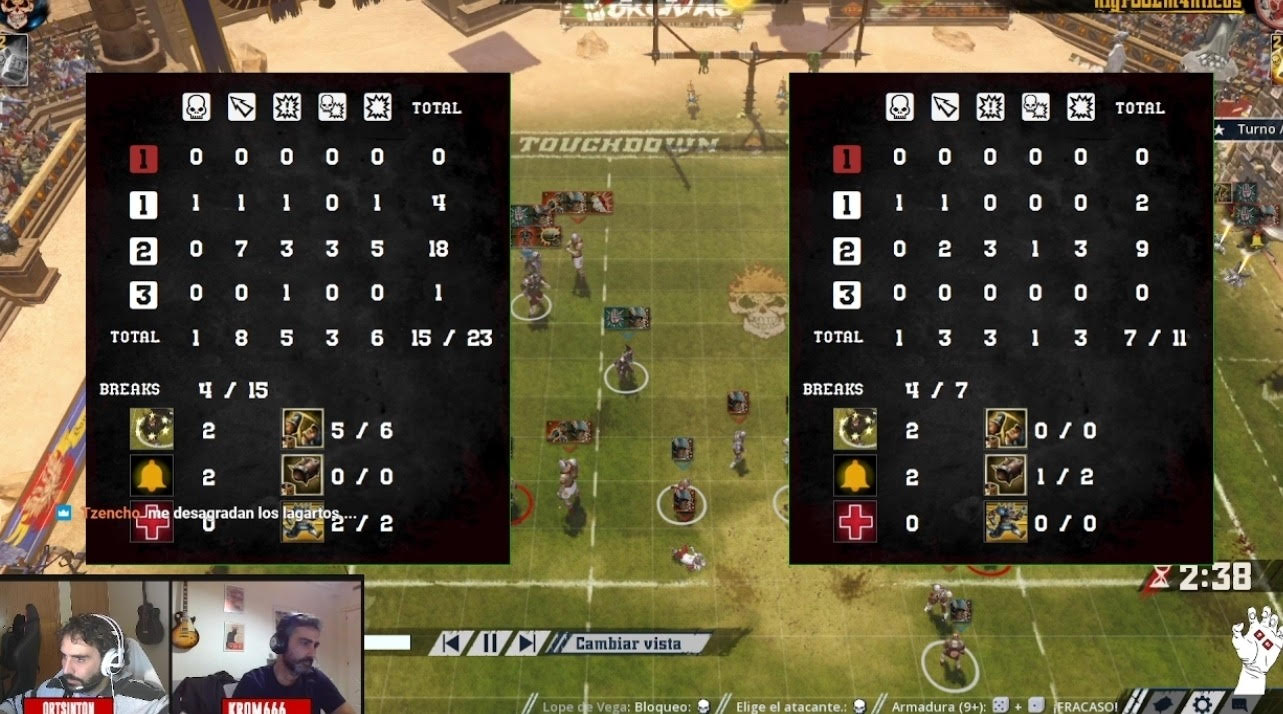 TOUCHDOWN
Turno
TOTAL
1 0 0 0 0 0 0
1 1 1 1 0 1 4
2 0 7 3 3 5 18
3 0 0 1 0 0 1
TOTAL 1 8 5 3 6 15 / 23
BREAKS 4 / 15
2 5 / 6
2 0 / 0
Tzencho me desagradan los lagartos....
0 2 / 2
TOTAL
1 0 0 0 0 0 0
1 1 1 0 0 0 2
2 0 2 3 1 3 9
3 0 0 0 0 0 0
TOTAL 1 3 3 1 3 7 / 11
BREAKS 4 / 7
2 0 / 0
2 1 / 2
0 0 / 0
2:38
Cambiar vista
ORTSINTON
KROM666
Lope de Vega: Bloqueo: Elige el atacante.: Armadura (9+): + ¡FRACASO!